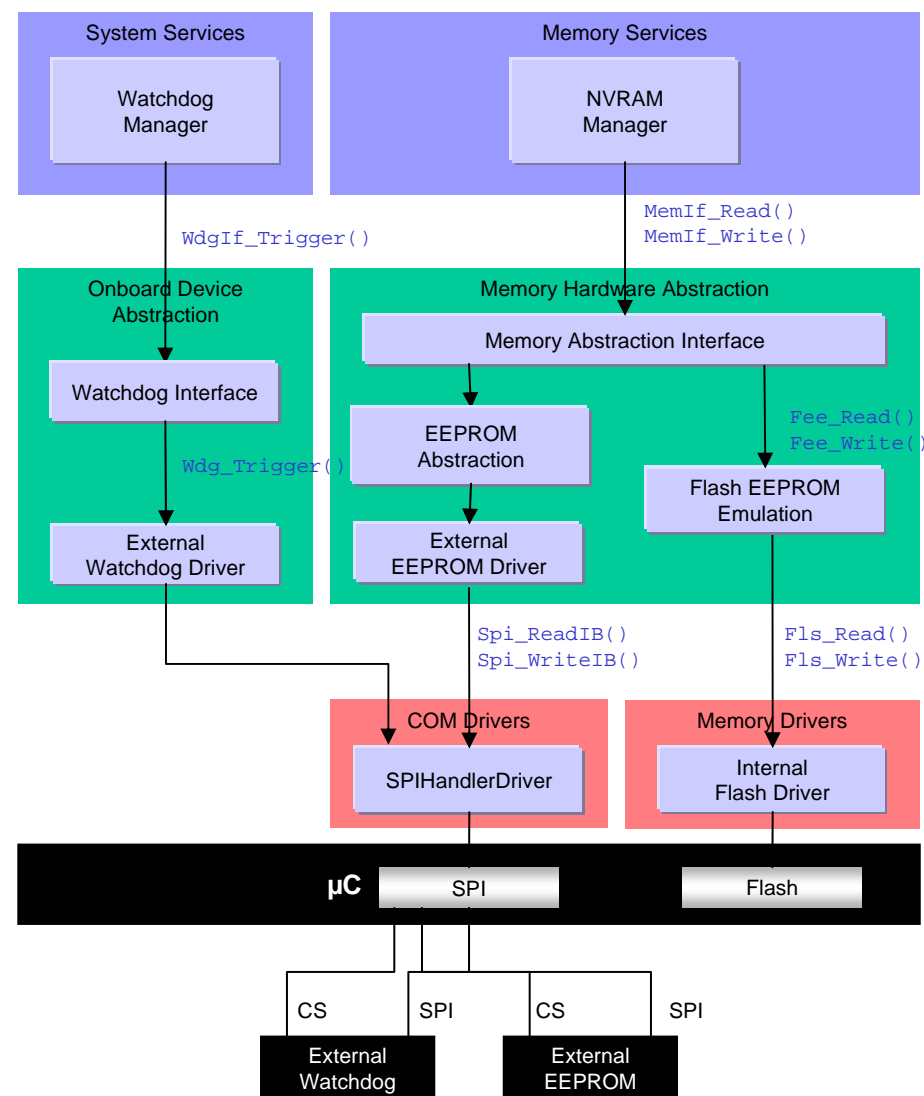 System Services
Memory Services
Watchdog
Manager
NVRAM
Manager
WdgIf_Trigger()
MemIf_Read()
MemIf_Write()
Onboard Device
Abstraction
Memory Hardware Abstraction
Memory Abstraction Interface
Watchdog Interface
EEPROM
Abstraction
Fee_Read()
Fee_Write()
Wdg_Trigger()
Flash EEPROM
Emulation
External
Watchdog Driver
External
EEPROM Driver
Spi_ReadIB()
Spi_WriteIB()
Fls_Read()
Fls_Write()
COM Drivers
Memory Drivers
SPIHandlerDriver
Internal
Flash Driver
µC
SPI
Flash
CS
SPI
CS
SPI
External
Watchdog
External
EEPROM